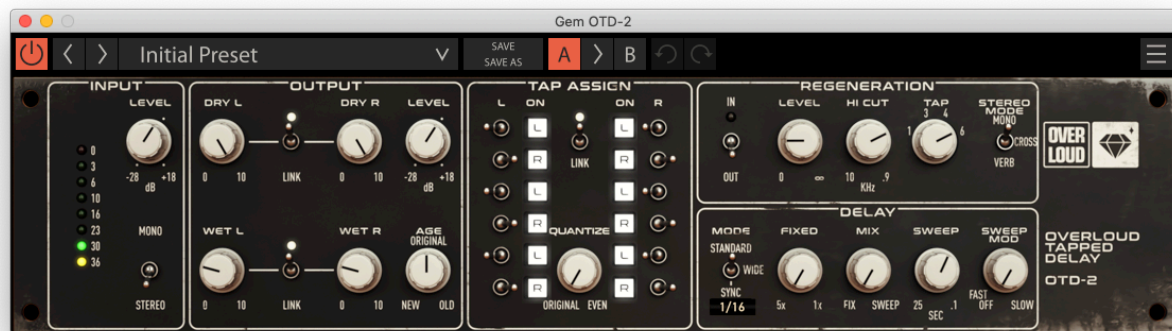 Gem OTD-2
Initial Preset
SAVE
SAVE AS
A
B
INPUT
LEVEL
-28 +18
dB
0
3
6
10
16
23
30
36
MONO
STEREO
OUTPUT
DRY L
0 10
LINK
DRY R
0 10
LEVEL
-28 +18
dB
WET L
0 10
LINK
WET R
0 10
AGE
ORIGINAL
NEW OLD
TAP ASSIGN
L ON
ON R
LINK
L L
R R
L L
R R
L L
R R
QUANTIZE
ORIGINAL EVEN
REGENERATION
IN
OUT
LEVEL
0 ∞
HI CUT
10 .9
KHz
TAP
1 3 4 6
STEREO
MODE
MONO
CROSS
VERB
DELAY
MODE
STANDARD
WIDE
SYNC
1/16
FIXED
5x 1x
MIX
FIX SWEEP
SWEEP
25 .1
SEC
SWEEP
MOD
FAST
OFF SLOW
OVER
LOUD
OVERLOUD
TAPPED
DELAY
OTD-2